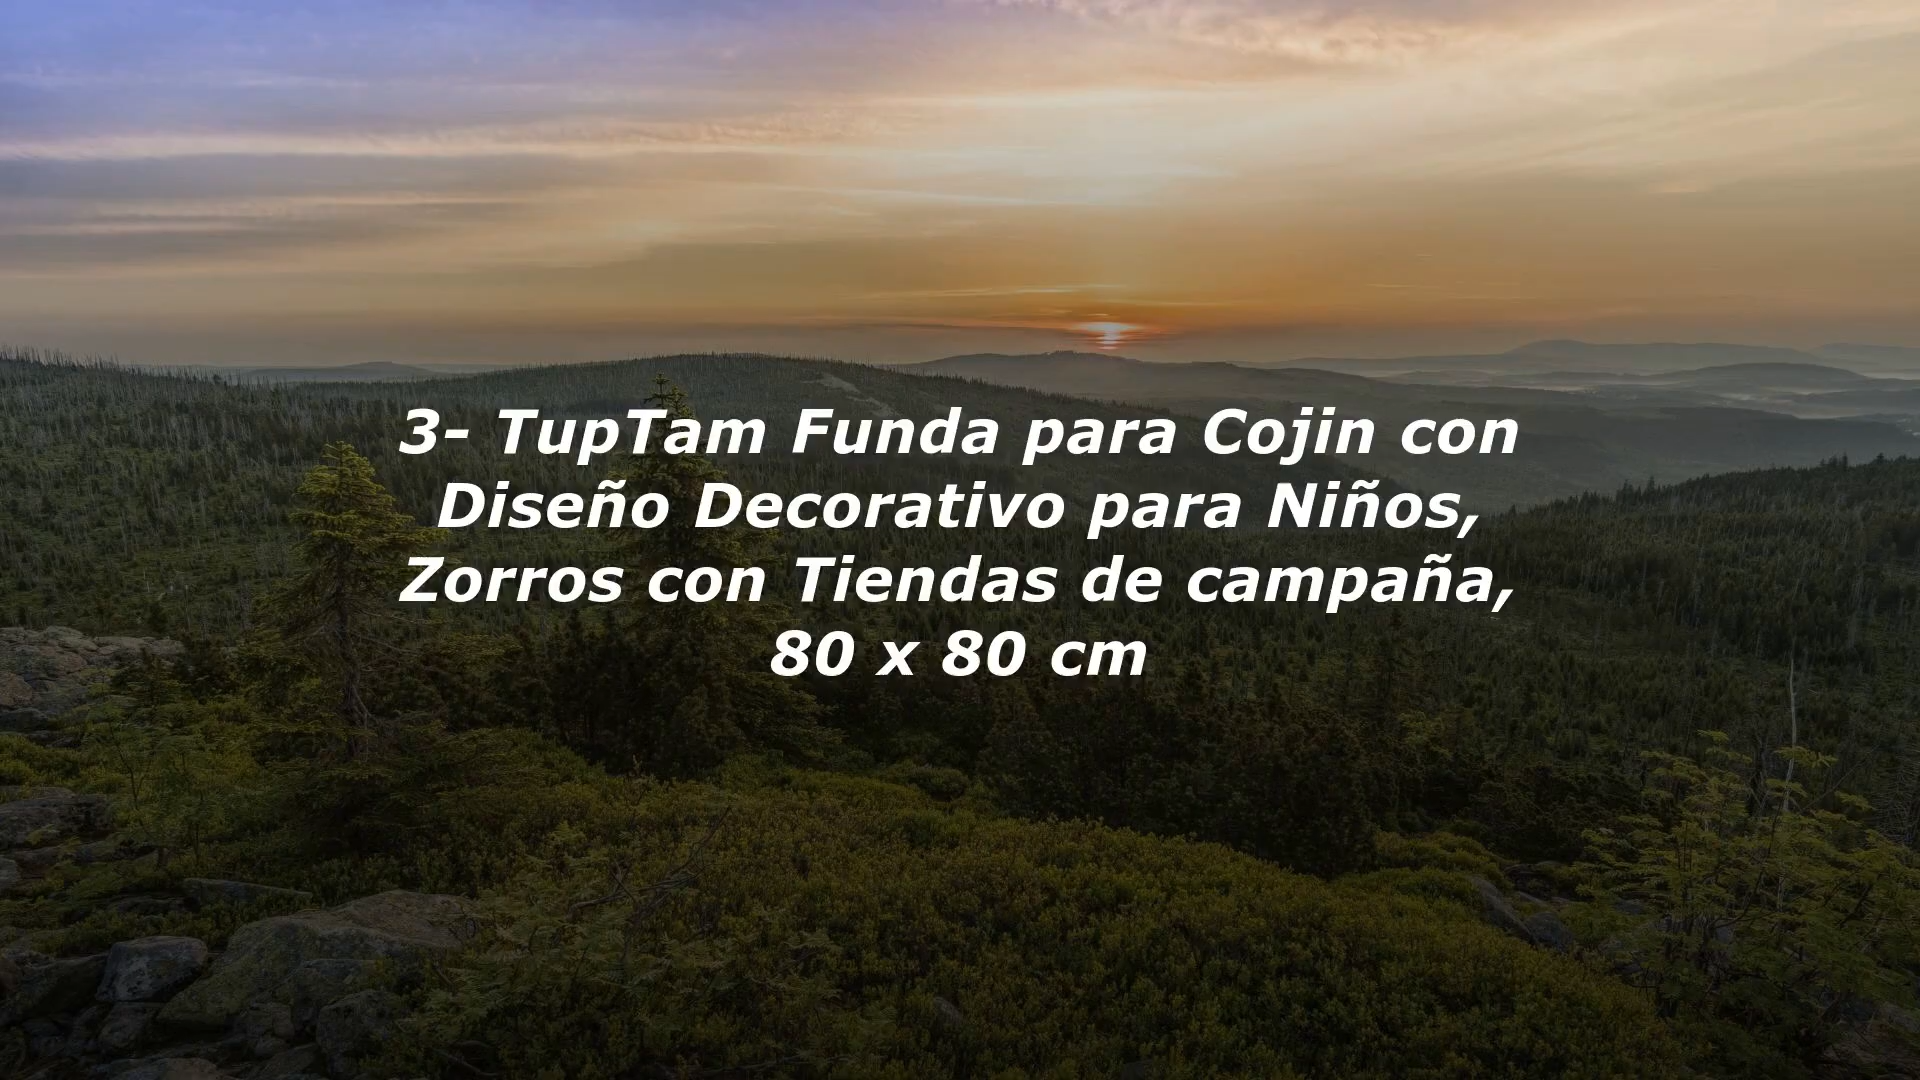 3- TupTam Funda para Cojin con
Diseño Decorativo para Niños,
Zorros con Tiendas de campaña,
80 x 80 cm